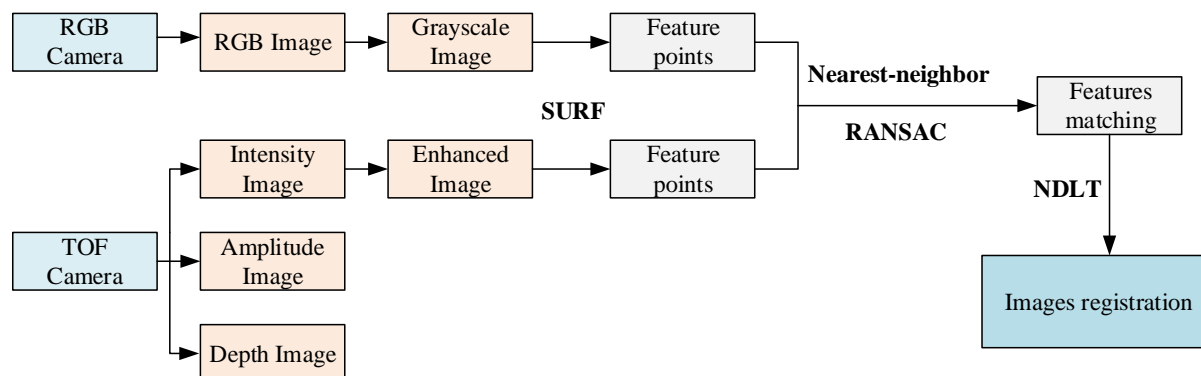 RGB
Camera
RGB Image
Grayscale
Image
Feature
points
Nearest-neighbor
RANSAC
Features
matching
SURF
Intensity
Image
Enhanced
Image
Feature
points
NDLT
TOF
Camera
Amplitude
Image
Depth Image
Images registration